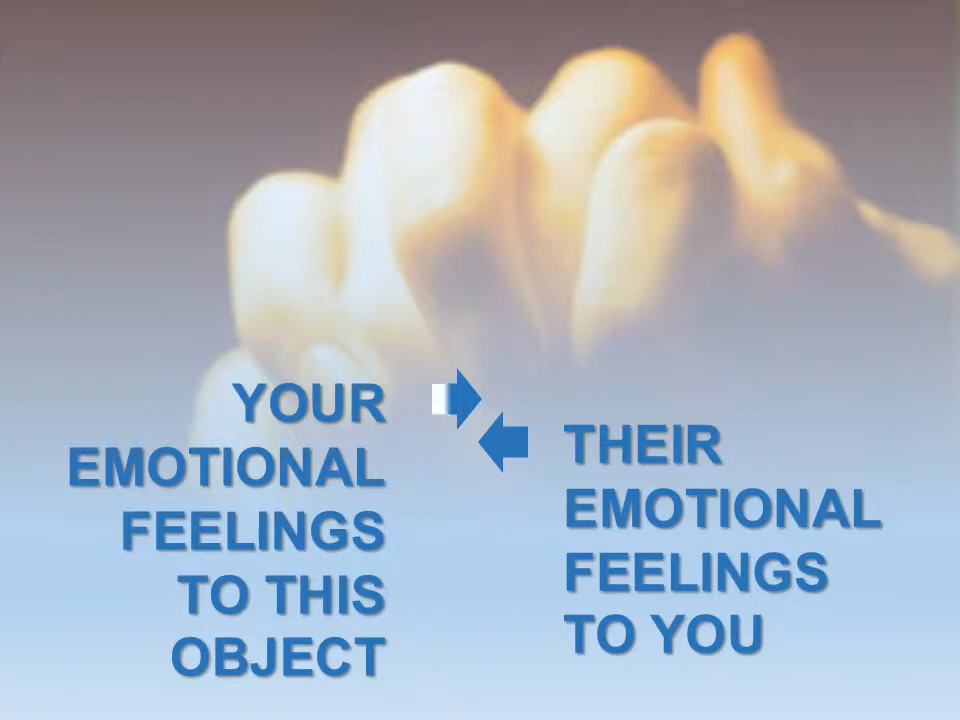 YOUR
EMOTIONAL
FEELINGS
TO THIS
OBJECT
THEIR
EMOTIONAL
FEELINGS
TO YOU